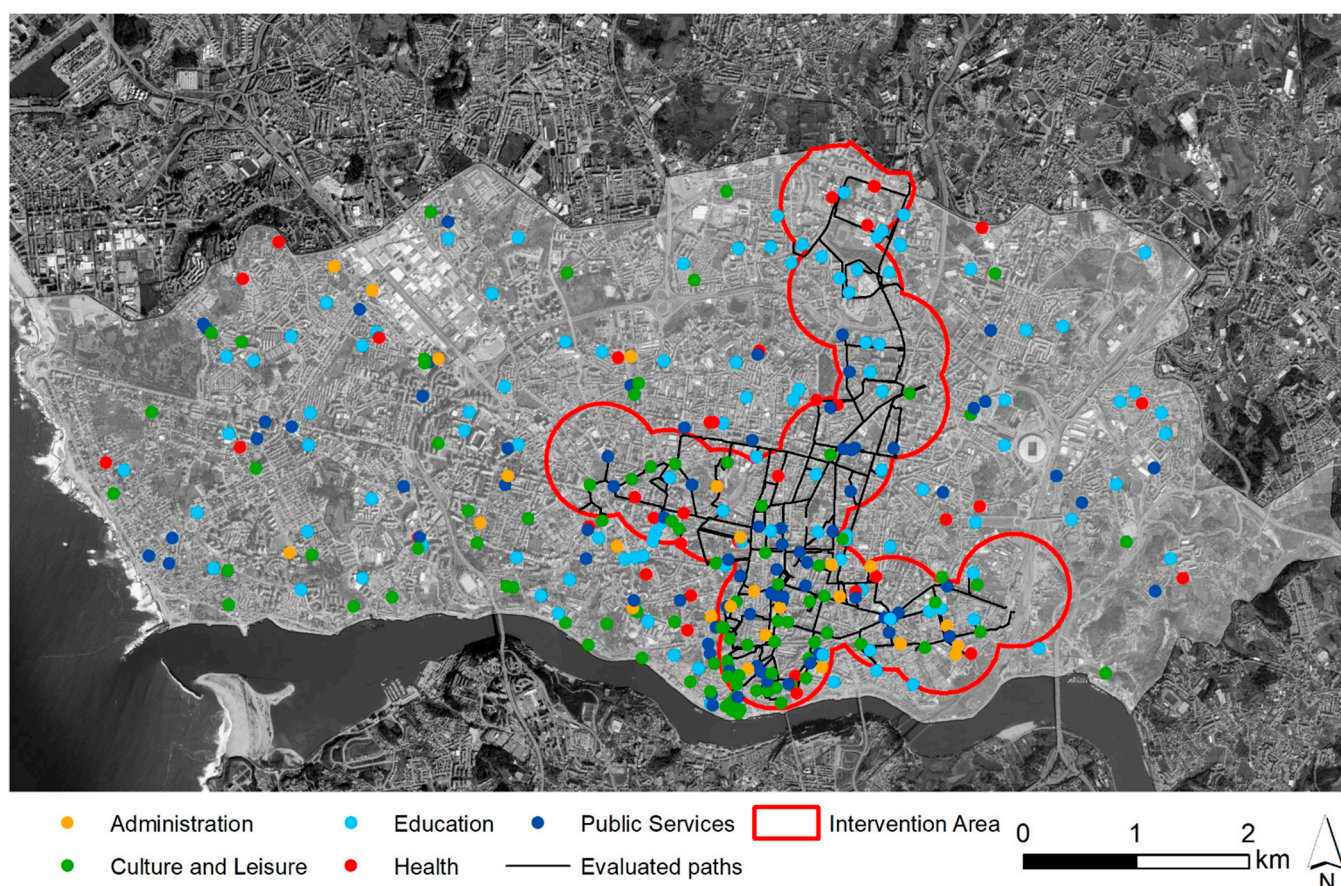 Administration Education Public Services Intervention Area
Culture and Leisure Health Evaluated paths
0 1 2
km
N